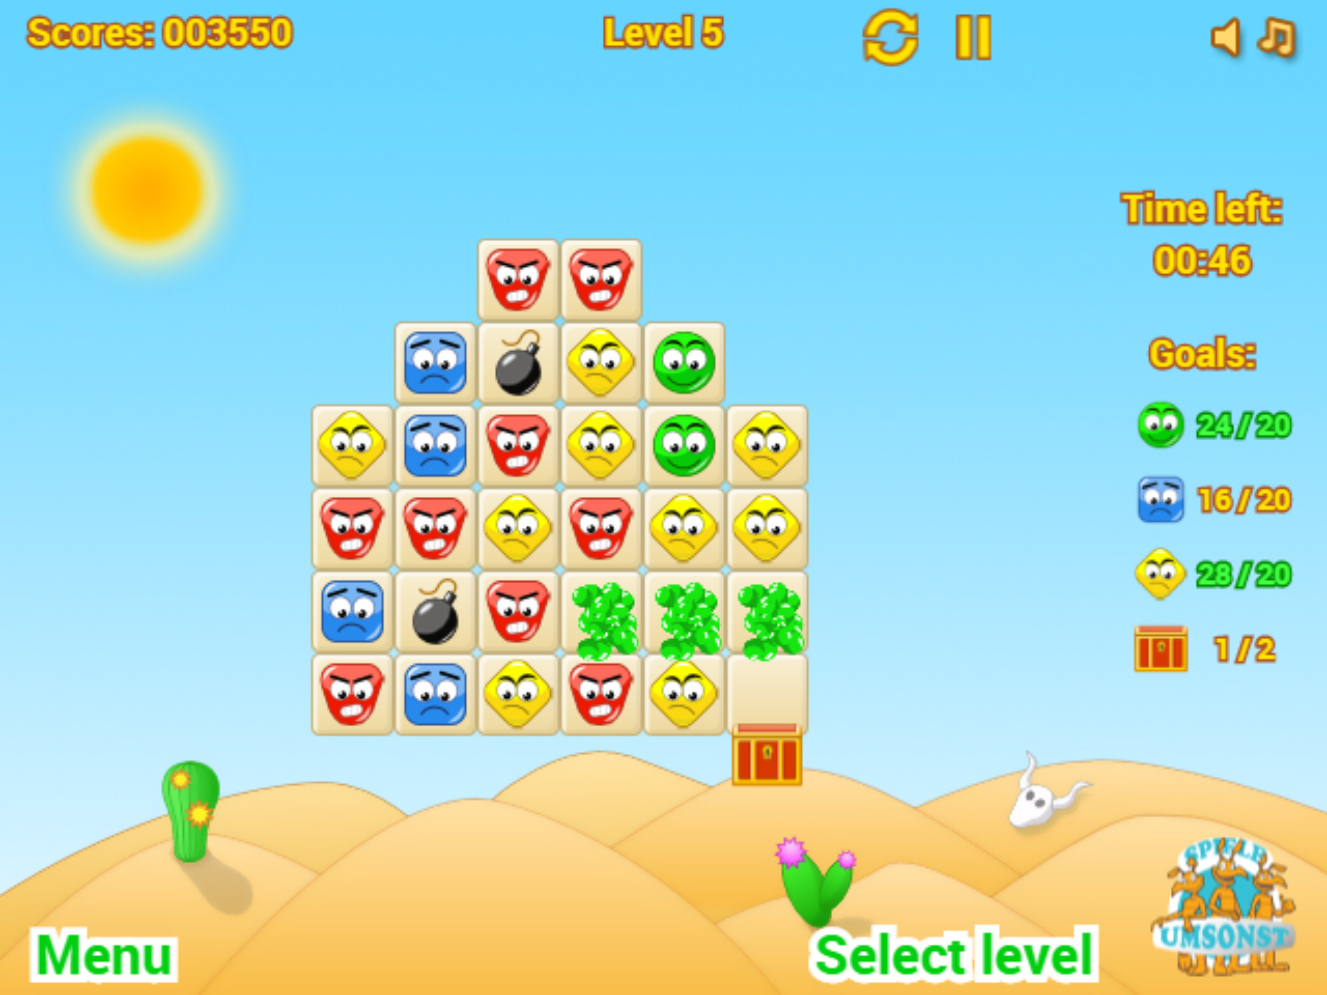 Scores: 003550
Level 5
Time left:
00:46
Goals:
24/20
16/20
28/20
1/2
SPIELE
UMSONST
Menu
Select level